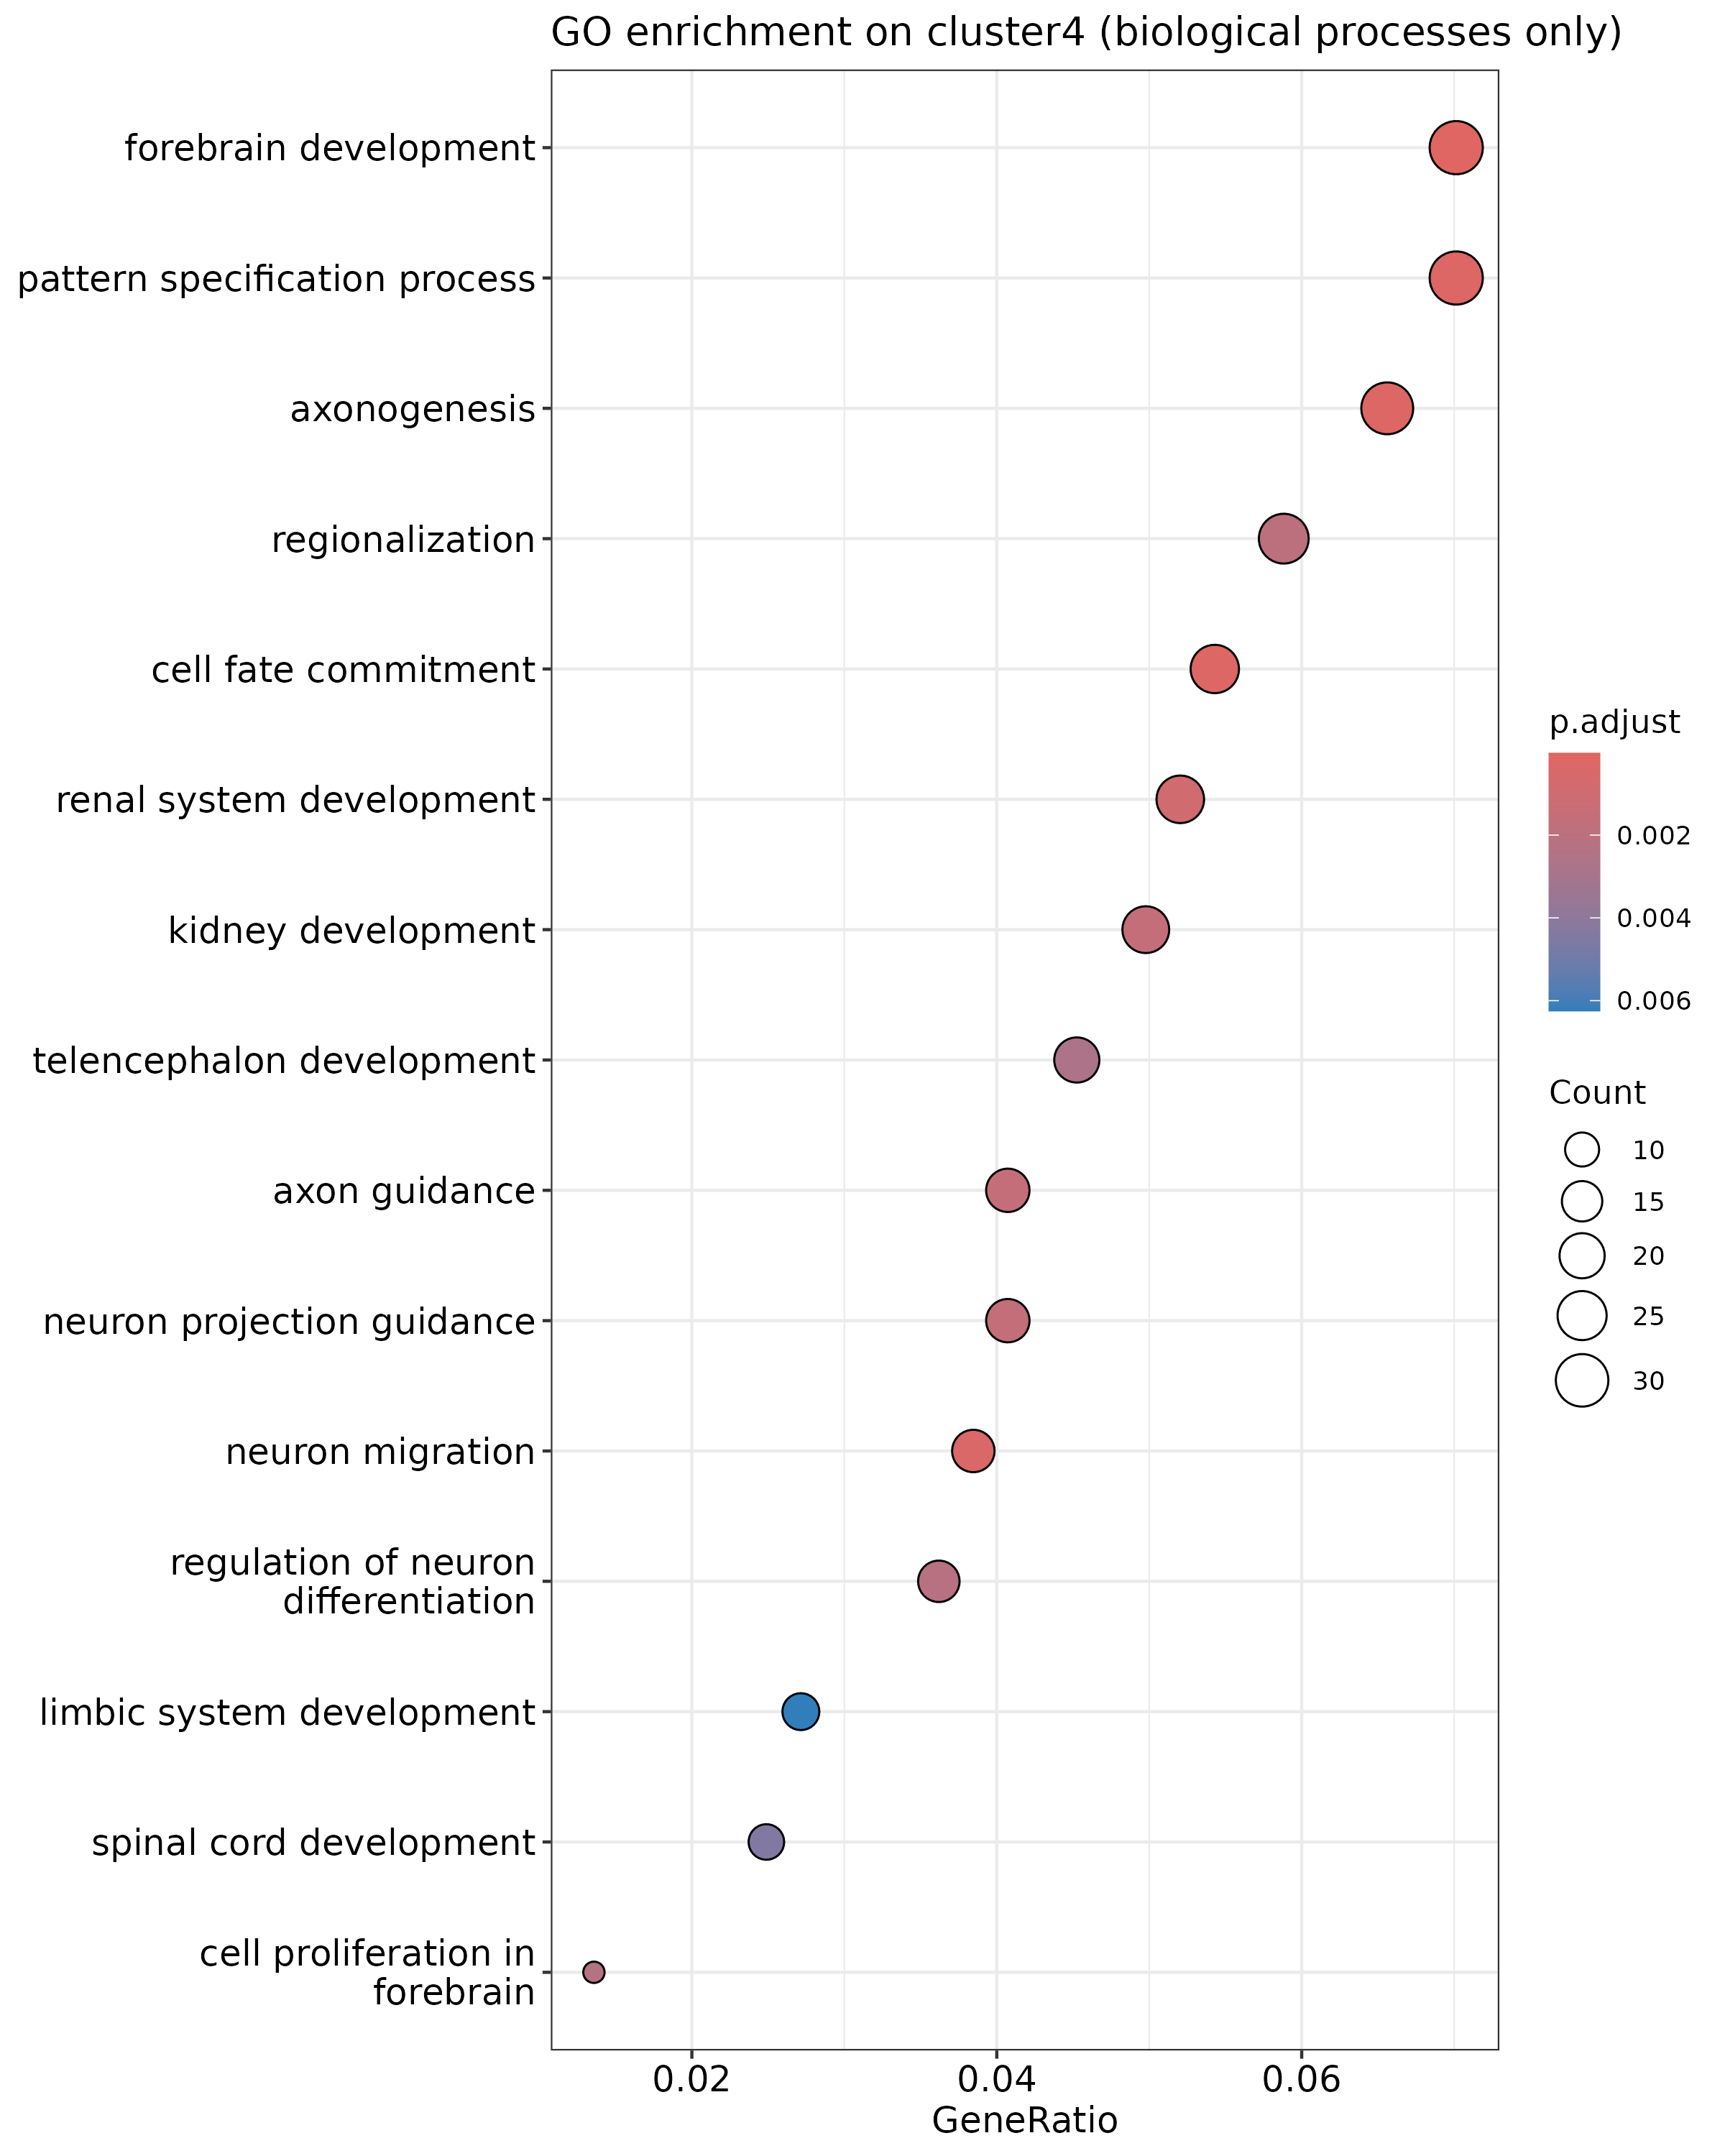 GO enrichment on cluster4 (biological processes only)
forebrain development
pattern specification process
axonogenesis
regionalization
cell fate commitment
renal system development
kidney development
telencephalon development
axon guidance
neuron projection guidance
neuron migration
regulation of neuron
differentiation
limbic system development
spinal cord development
cell proliferation in
forebrain
0.02
0.04
0.06
GeneRatio
p.adjust
0.002
0.004
0.006
Count
10
15
20
25
30